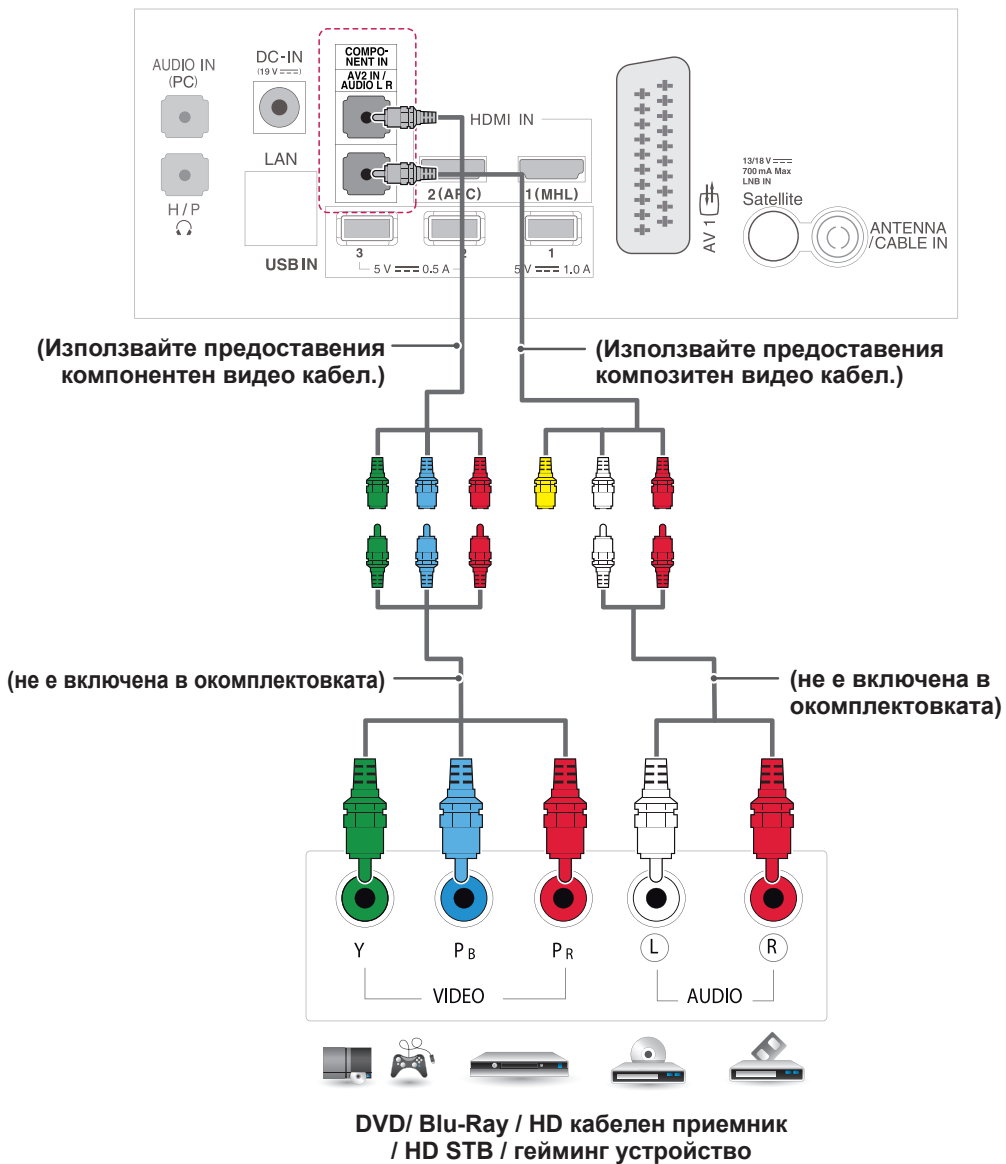 AUDIO IN
(PC)
DC-IN
(19 V)
COMPO-
NENT IN
AV2 IN /
AUDIO L R
HDMI IN
LAN
H / P
2 (ARC)
1 (MHL)
USB IN
3
2
1
5 V 0.5 A
5 V 1.0 A
AV 1
13/18 V
700 mA Max
LNB IN
Satellite
ANTENNA
/CABLE IN
(Използвайте предоставения
компонентен видео кабел.)
(Използвайте предоставения
композитен видео кабел.)
(не е включена в окомплектовката)
(не е включена в
окомплектовката)
Y
PB
PR
L
R
VIDEO
AUDIO
DVD/ Blu-Ray / HD кабелен приемник
/ HD STB / гейминг устройство